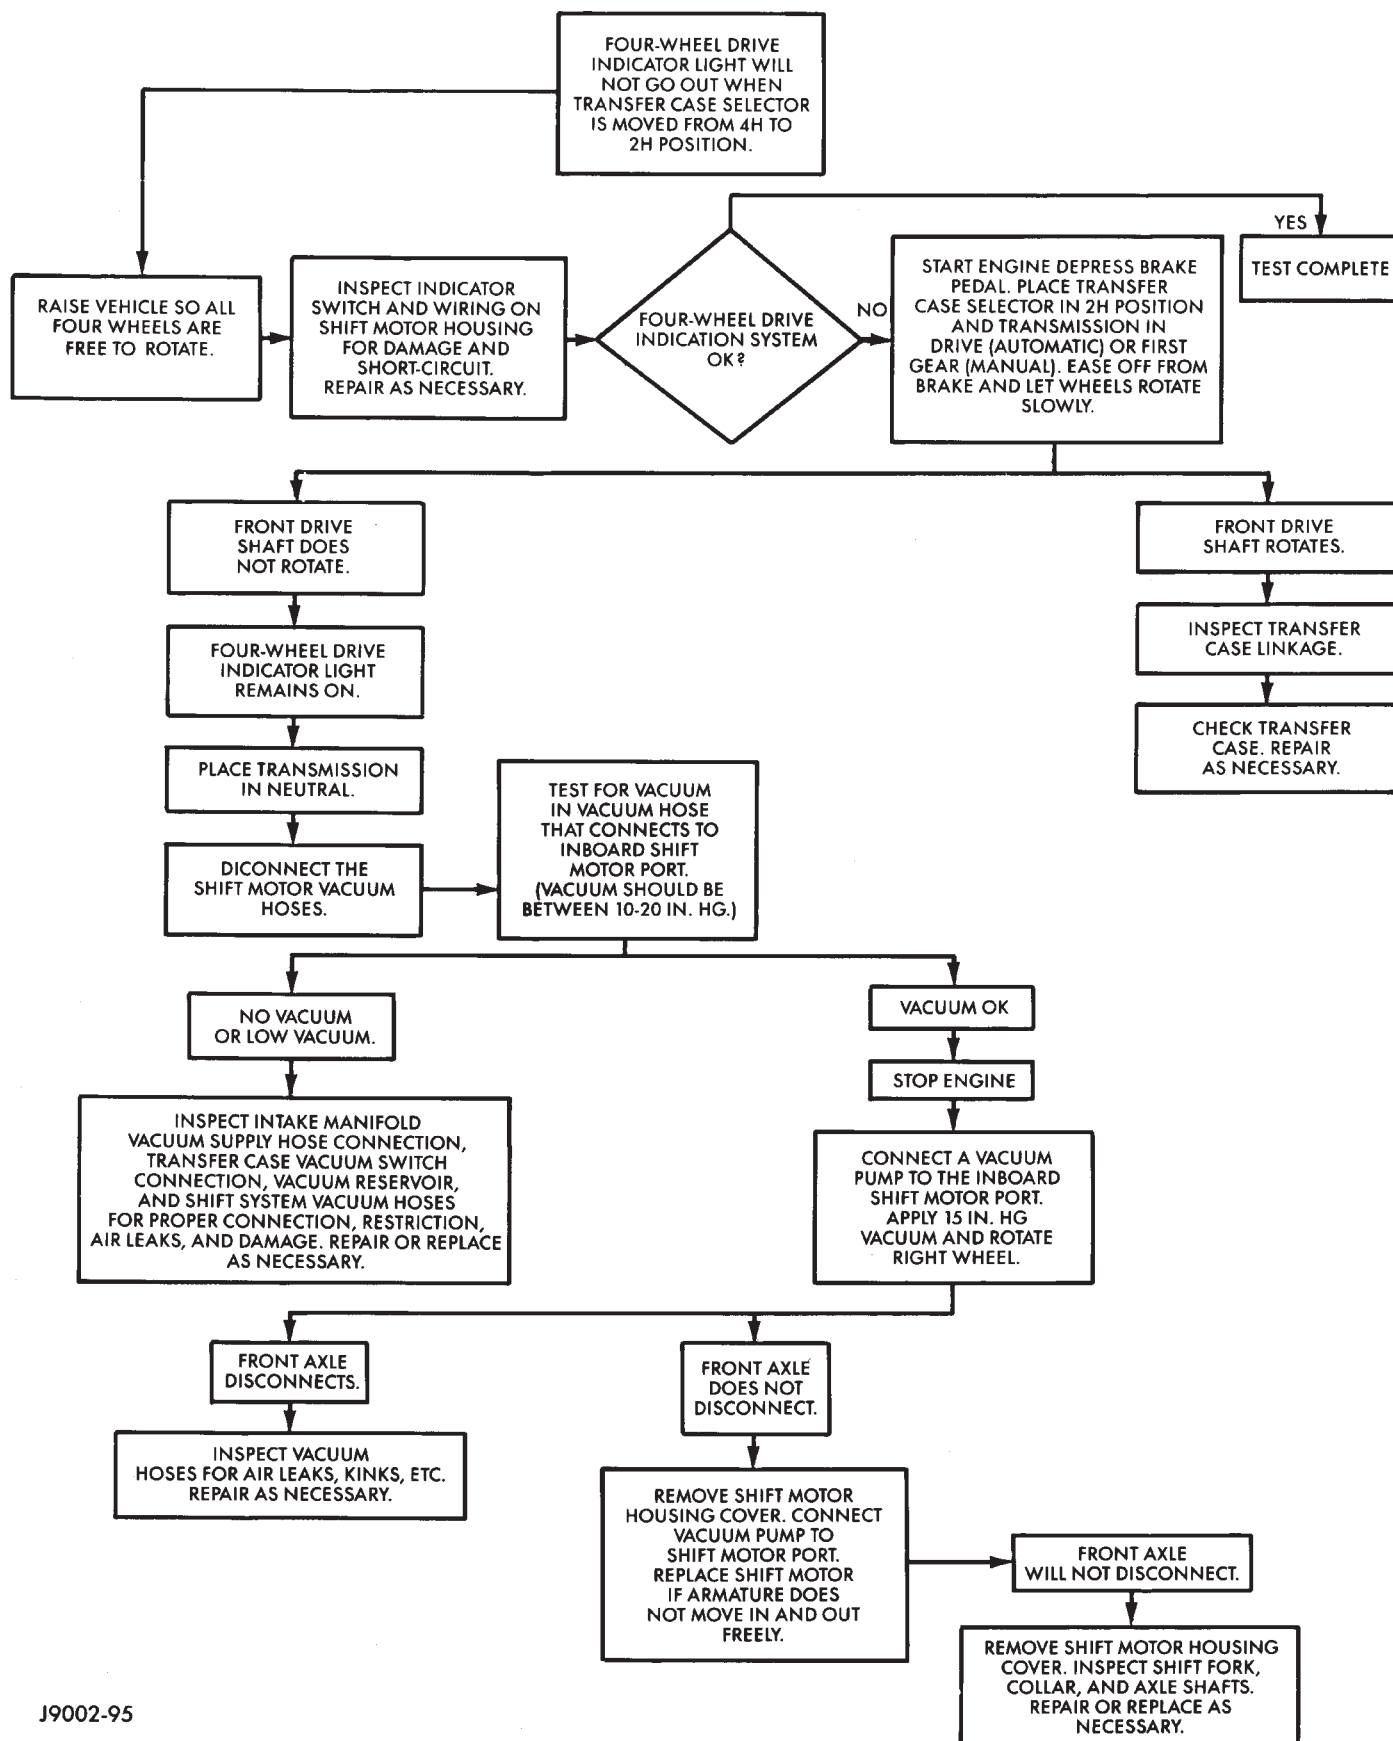 FOUR-WHEEL DRIVE
INDICATOR LIGHT WILL
NOT GO OUT WHEN
TRANSFER CASE SELECTOR
IS MOVED FROM 4H TO
2H POSITION.
RAISE VEHICLE SO ALL
FOUR WHEELS ARE
FREE TO ROTATE.
INSPECT INDICATOR
SWITCH AND WIRING ON
SHIFT MOTOR HOUSING
FOR DAMAGE AND
SHORT-CIRCUIT.
REPAIR AS NECESSARY.
FOUR-WHEEL DRIVE
INDICATION SYSTEM
OK?
YES
TEST COMPLETE
NO
START ENGINE DEPRESS BRAKE
PEDAL. PLACE TRANSFER
CASE SELECTOR IN 2H POSITION
AND TRANSMISSION IN
DRIVE (AUTOMATIC) OR FIRST
GEAR (MANUAL). EASE OFF FROM
BRAKE AND LET WHEELS ROTATE
SLOWLY.
FRONT DRIVE
SHAFT DOES
NOT ROTATE.
FOUR-WHEEL DRIVE
INDICATOR LIGHT
REMAINS ON.
PLACE TRANSMISSION
IN NEUTRAL.
DICONNECT THE
SHIFT MOTOR VACUUM
HOSES.
TEST FOR VACUUM
IN VACUUM HOSE
THAT CONNECTS TO
INBOARD SHIFT
MOTOR PORT.
(VACUUM SHOULD BE
BETWEEN 10-20 IN. HG.)
FRONT DRIVE
SHAFT ROTATES.
INSPECT TRANSFER
CASE LINKAGE.
CHECK TRANSFER
CASE. REPAIR
AS NECESSARY.
NO VACUUM
OR LOW VACUUM.
INSPECT INTAKE MANIFOLD
VACUUM SUPPLY HOSE CONNECTION,
TRANSFER CASE VACUUM SWITCH
CONNECTION, VACUUM RESERVOIR,
AND SHIFT SYSTEM VACUUM HOSES
FOR PROPER CONNECTION, RESTRICTION,
AIR LEAKS, AND DAMAGE. REPAIR OR REPLACE
AS NECESSARY.
VACUUM OK
STOP ENGINE
CONNECT A VACUUM
PUMP TO THE INBOARD
SHIFT MOTOR PORT.
APPLY 15 IN. HG
VACUUM AND ROTATE
RIGHT WHEEL.
FRONT AXLE
DISCONNECTS.
INSPECT VACUUM
HOSES FOR AIR LEAKS, KINKS, ETC.
REPAIR AS NECESSARY.
FRONT AXLE
DOES NOT
DISCONNECT.
REMOVE SHIFT MOTOR
HOUSING COVER. CONNECT
VACUUM PUMP TO
SHIFT MOTOR PORT.
REPLACE SHIFT MOTOR
IF ARMATURE DOES
NOT MOVE IN AND OUT
FREELY.
FRONT AXLE
WILL NOT DISCONNECT.
REMOVE SHIFT MOTOR HOUSING
COVER. INSPECT SHIFT FORK,
COLLAR, AND AXLE SHAFTS.
REPAIR OR REPLACE AS
NECESSARY.
J9002-95